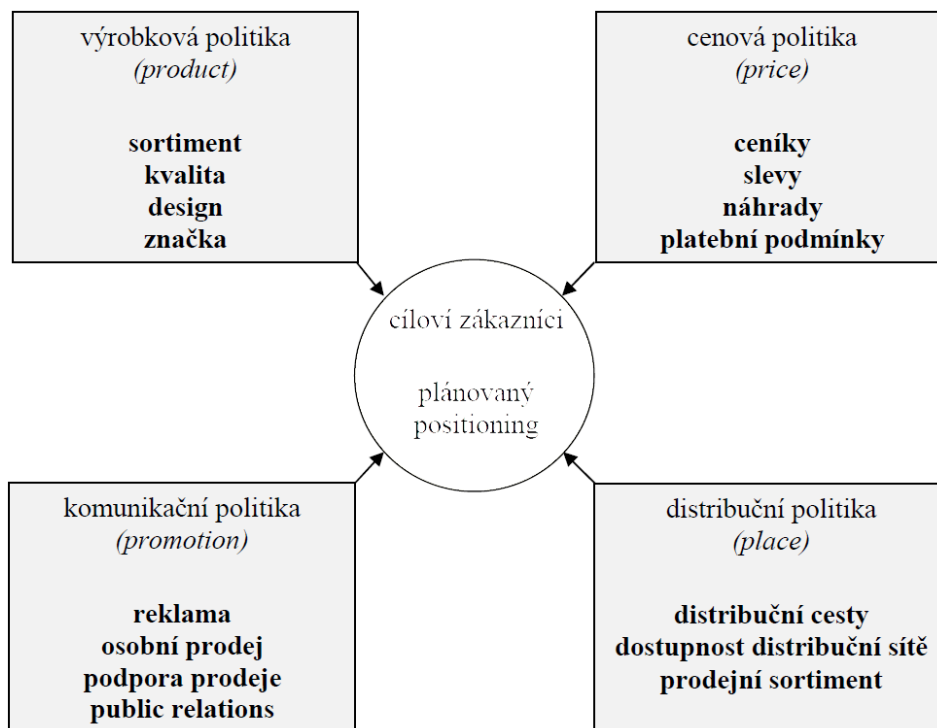 výrobková politika
(product)
sortiment
kvalita
design
značka
cenová politika
(price)
ceníky
slevy
náhrady
platební podmínky
cíloví zákazníci
plánovaný
positioning
komunikační politika
(promotion)
reklama
osobní prodej
podpora prodeje
public relations
distribuční politika
(place)
distribuční cesty
dostupnost distribuční sítě
prodejní sortiment